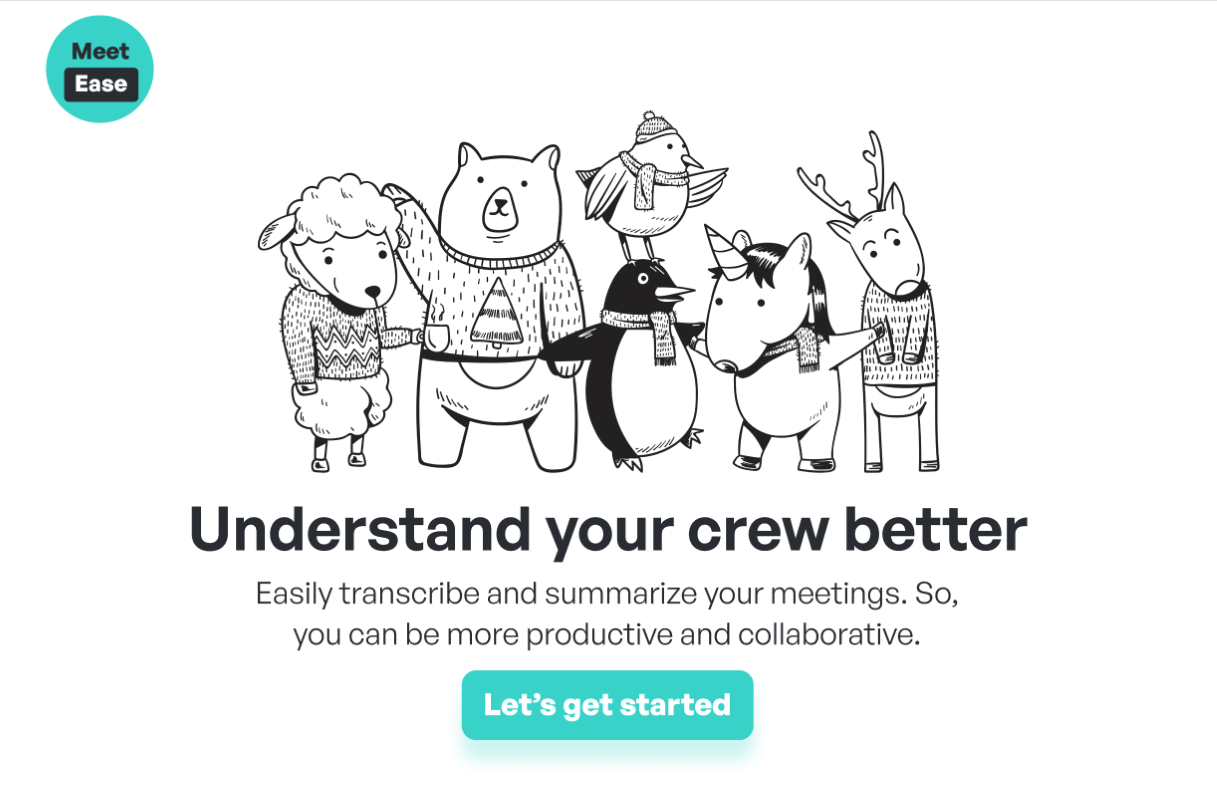 Meet
Ease
Understand your crew better
Easily transcribe and summarize your meetings. So,
you can be more productive and collaborative.
Let’s get started